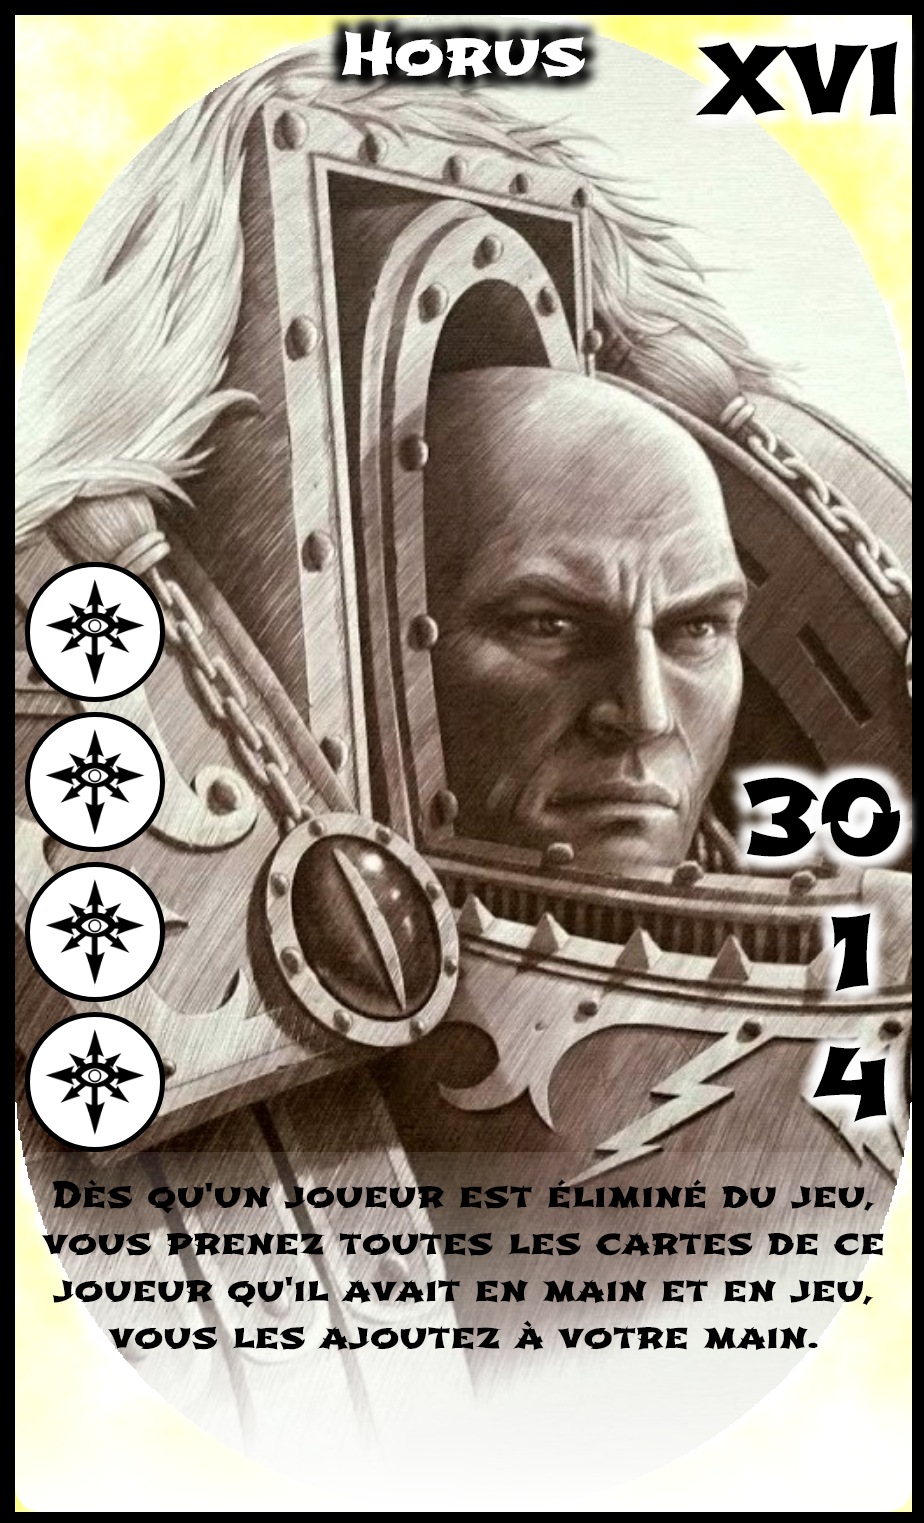 Horus
XVI
30
1
4
Dès qu'un joueur est éliminé du jeu,
vous prenez toutes les cartes de ce
joueur qu'il avait en main et en jeu,
vous les ajoutez à votre main.